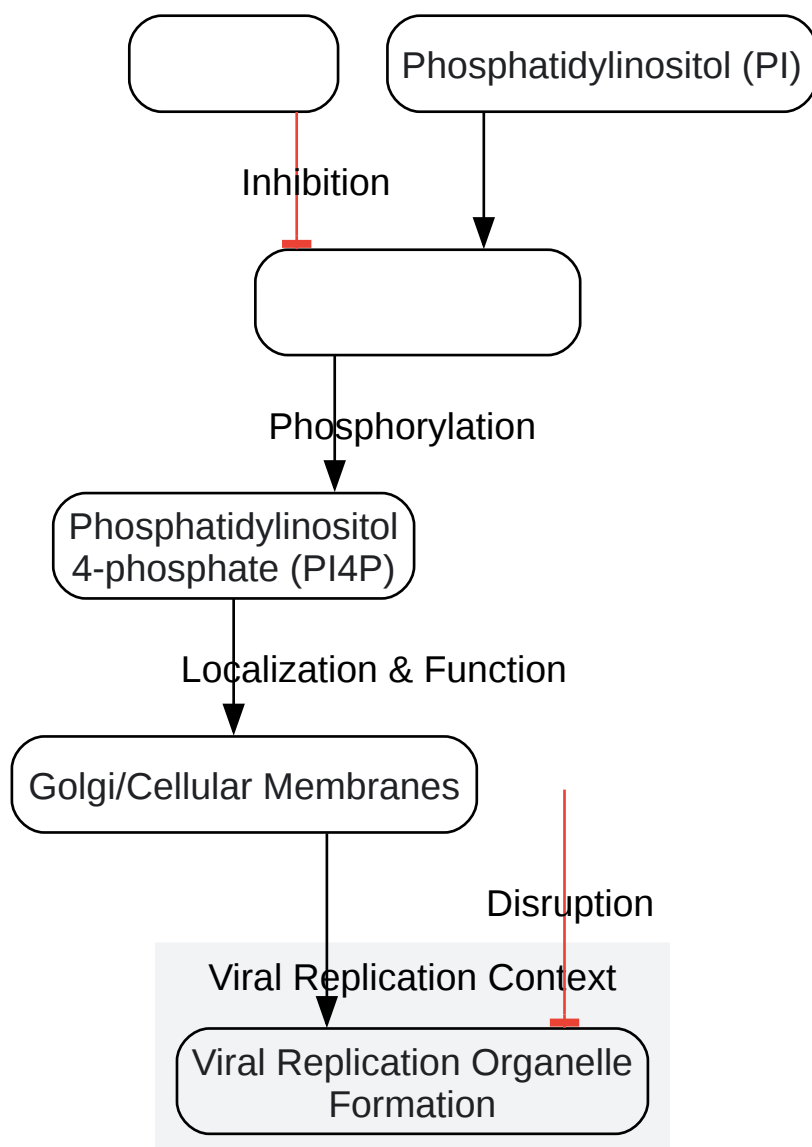 Phosphatidylinositol (PI)
Inhibition
Phosphorylation
Phosphatidylinositol
4-phosphate (PI4P)
Localization & Function
Golgi/Cellular Membranes
Disruption
Viral Replication Context
Viral Replication Organelle
Formation